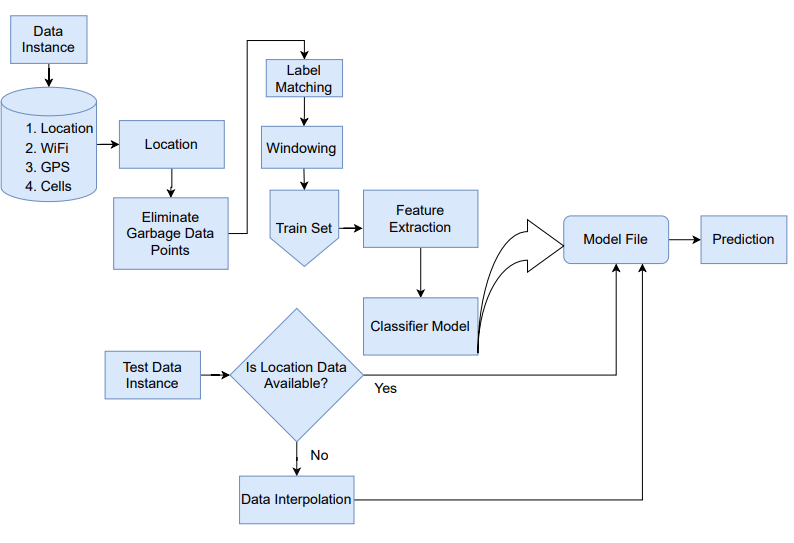 Data
Instance
1. Location
2. WiFi
3. GPS
4. Cells
Location
Eliminate
Garbage Data
Points
Label
Matching
Windowing
Train Set
Feature
Extraction
Classifier Model
Model File
Prediction
Test Data
Instance
Is Location Data
Available?
Yes
No
Data Interpolation